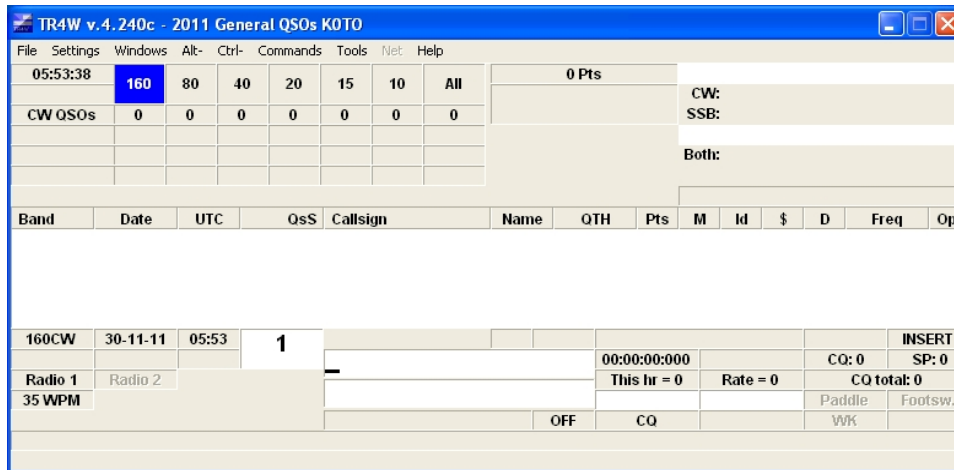 TR4W v.4.240c - 2011 General QSOs K0TO
File Settings Windows Alt- Ctrl- Commands Tools Net Help
05:53:38 160 80 40 20 15 10 All 0 Pts
CW:
CW QSOs 0 0 0 0 0 0 0 SSB:
Both:
Band Date UTC QsS Callsign Name QTH Pts M Id $ D Freq Op
160CW 30-11-11 05:53 1 INSERT
00:00:00:000 CQ: 0 SP: 0
Radio 1 Radio 2 This hr = 0 Rate = 0 CQ total: 0
35 WPM Paddle Footsw.
OFF CQ WK